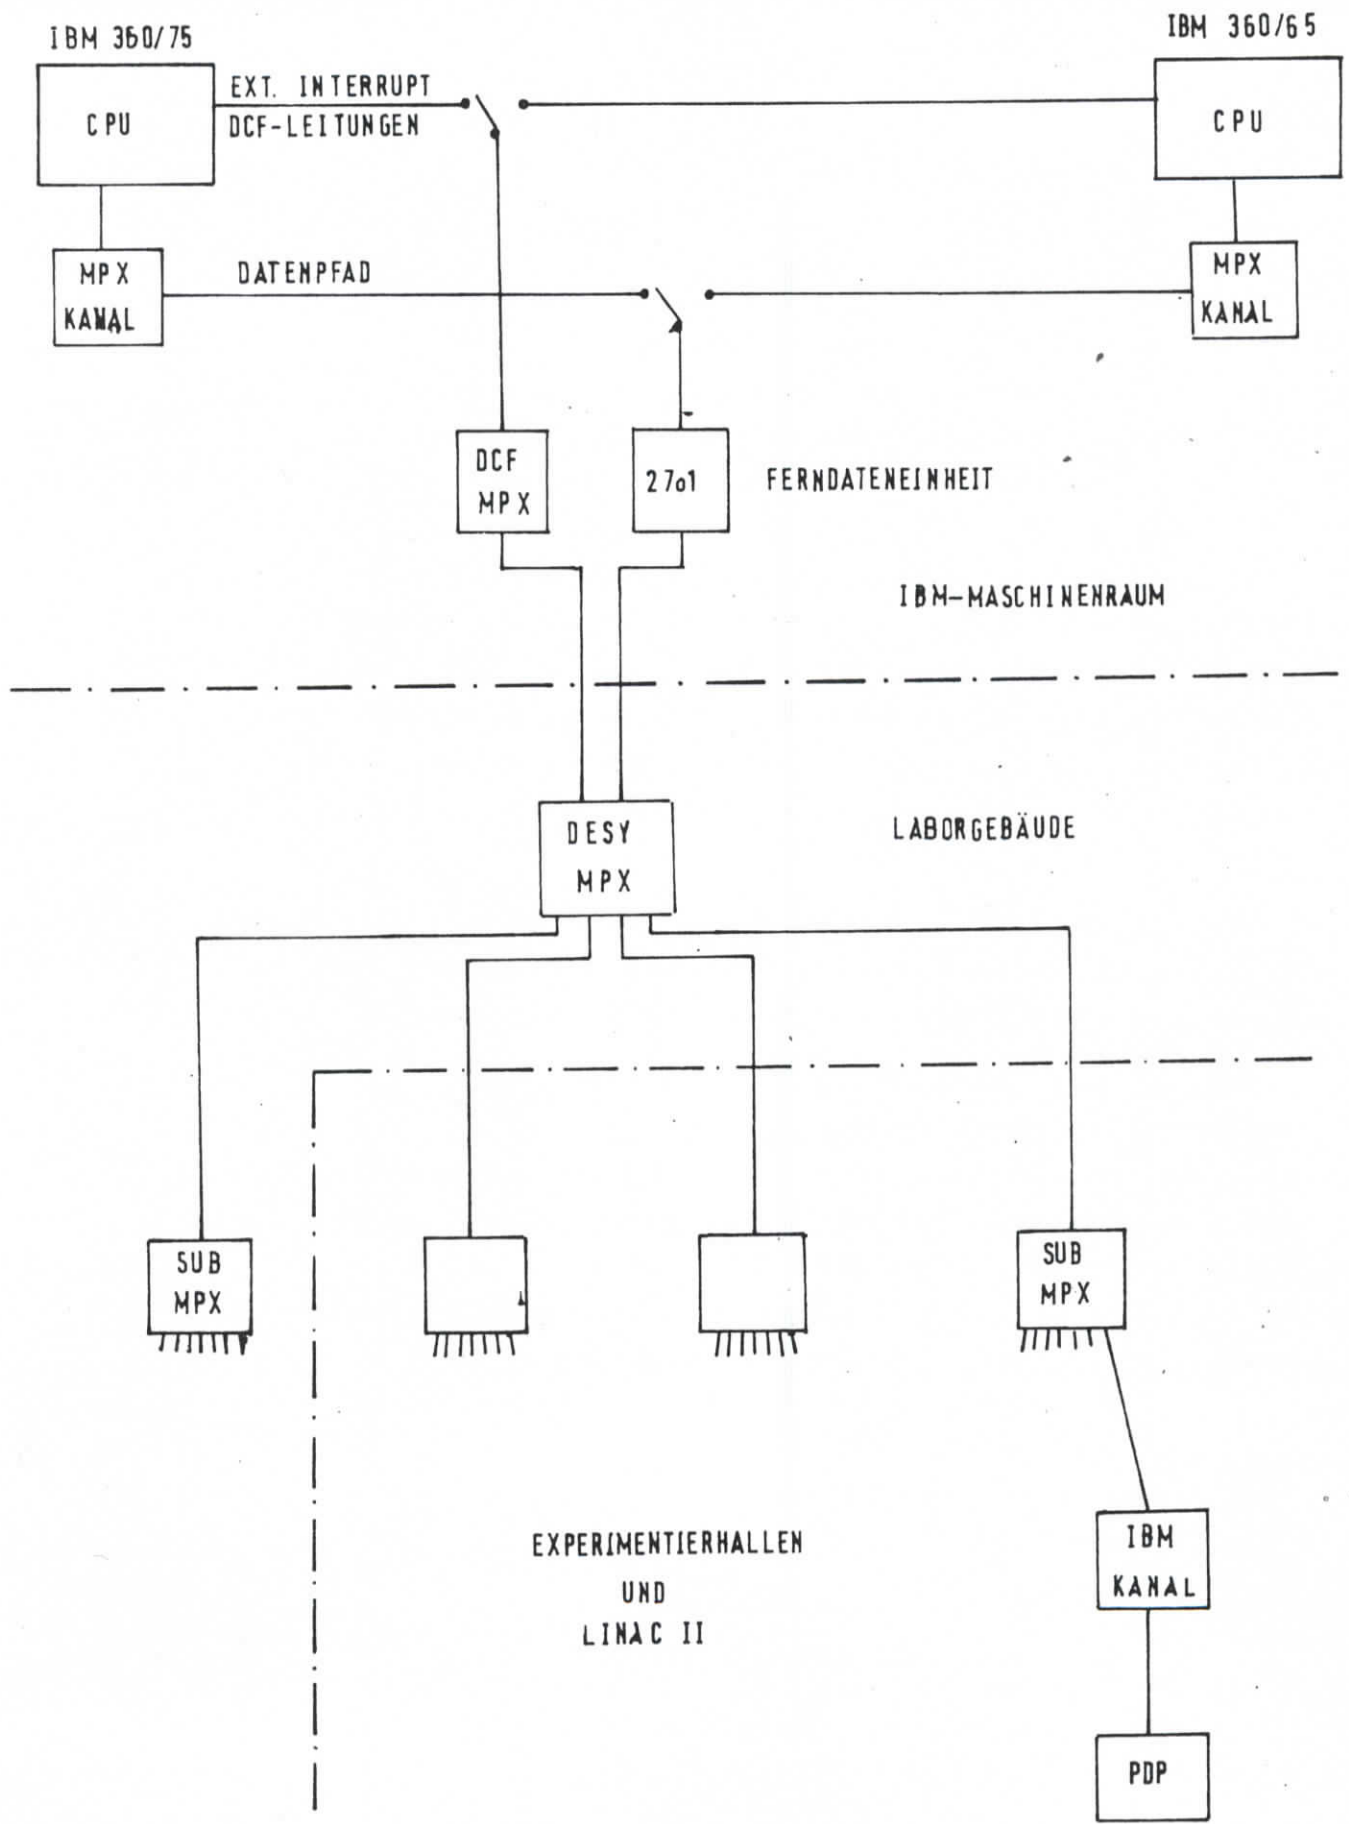 IBM 360/75
IBM 360/65
CPU
EXT. INTERRUPT
DCF-LEITUNGEN
CPU
MPX
KANAL
DATENPFAD
MPX
KANAL
DCF
MPX
2701
FERNDATENEINHEIT
IBM-MASCHINENRAUM
DESY
MPX
LABORGEBÄUDE
SUB
MPX
SUB
MPX
EXPERIMENTIERHALLEN
UND
LINAC II
IBM
KANAL
PDP